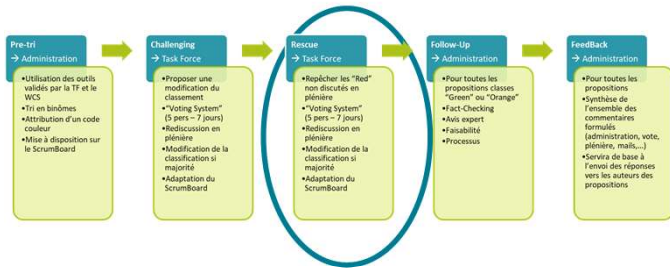 Pre-tri
→ Administration
•Utilisation des outils
validés par la TF et le
WCS
•Tri en binômes
•Attribution d'un code
couleur
•Mise à disposition sur
le ScrumBoard
Challenging
→ Task Force
•Proposer une
modification du
classement
•"Voting System"
(5 pers – 7 jours)
•Rediscussion en
plénière
•Modification de la
classification si
majorité
•Adaptation du
ScrumBoard
Rescue
→ Task Force
•Repêcher les "Red"
non discutés en
plénière
•"Voting System"
(5 pers – 7 jours)
•Rediscussion en
plénière
•Modification de la
classification si
majorité
•Adaptation du
ScrumBoard
Follow-Up
→ Administration
•Pour toutes les
propositions classes
"Green" ou "Orange"
•Fact-Checking
•Avis expert
•Faisabilité
•Processus
FeedBack
→ Administration
•Pour toutes les
propositions
•Synthèse de
l'ensemble des
commentaires
formulés
(administration, vote,
plénière, mails,...)
•Servira de base à
l'envoi des réponses
vers les auteurs des
propositions